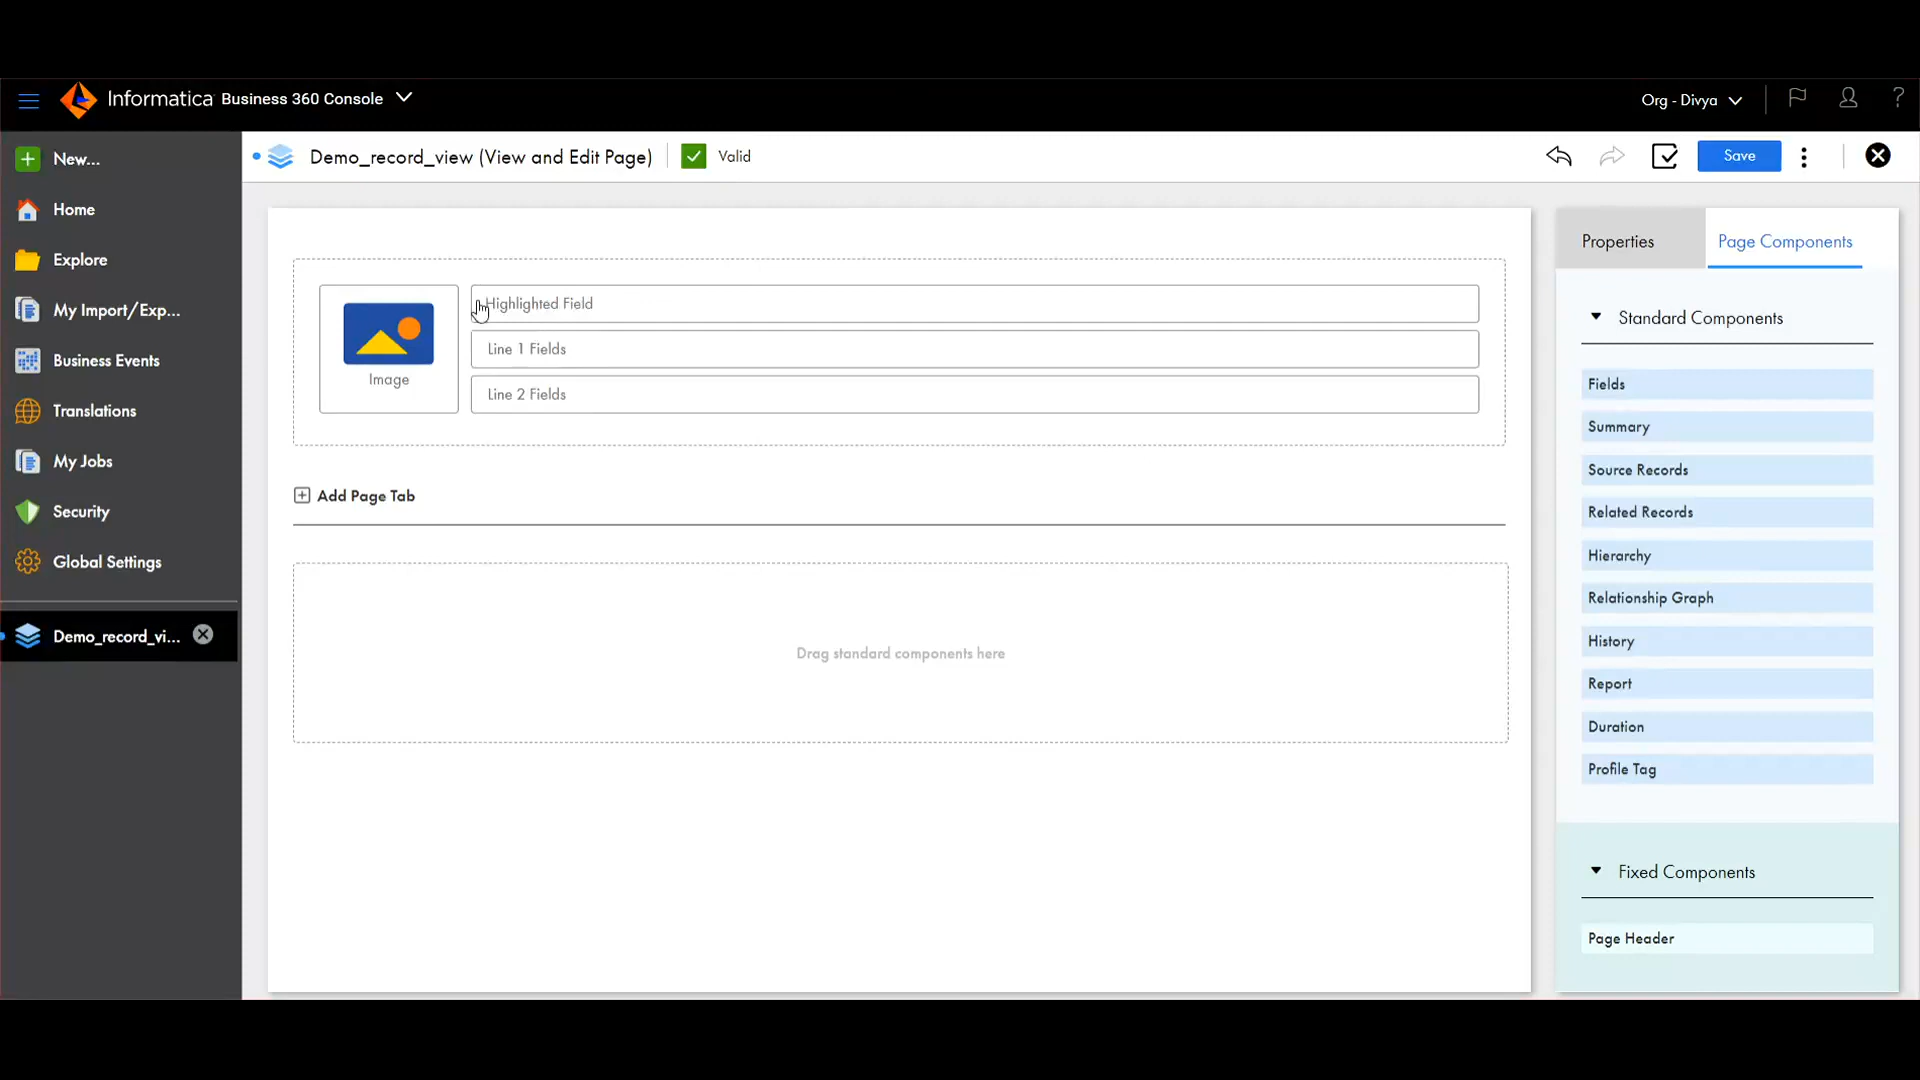 Informatica Business 360 Console
Org - Divya
?
New...
Home
Explore
My Import/Exp...
Business Events
Translations
My Jobs
Security
Global Settings
Demo_record_vi...
Demo_record_view (View and Edit Page)
Valid
Save
Image
Highlighted Field
Line 1 Fields
Line 2 Fields
Add Page Tab
Drag standard components here
Properties
Page Components
Standard Components
Fields
Summary
Source Records
Related Records
Hierarchy
Relationship Graph
History
Report
Duration
Profile Tag
Fixed Components
Page Header